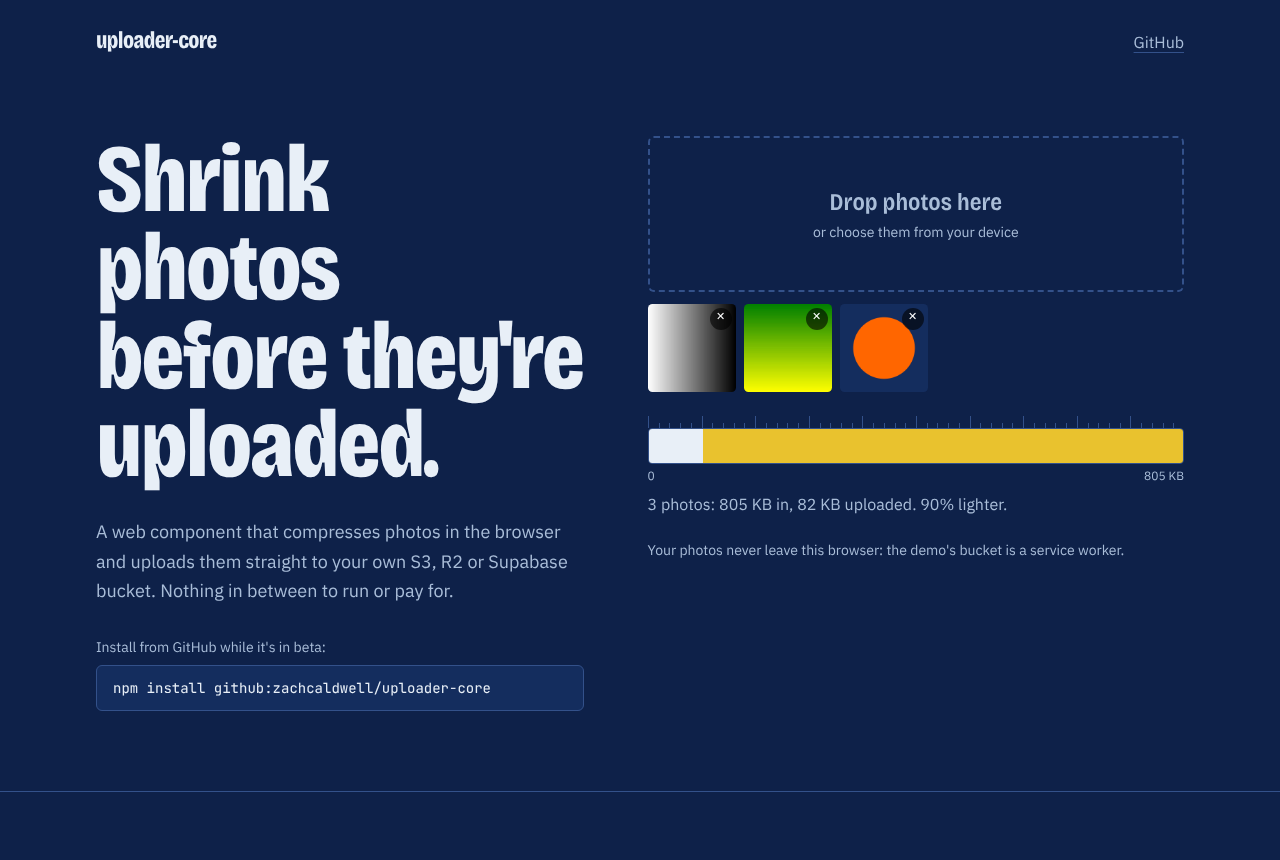 uploader-core
GitHub
Shrink
photos
before they're
uploaded.
A web component that compresses photos in the browser
and uploads them straight to your own S3, R2 or Supabase
bucket. Nothing in between to run or pay for.
Install from GitHub while it's in beta:
npm install github:zachcaldwell/uploader-core
Drop photos here
or choose them from your device
✕ ✕ ✕
0 805 KB
3 photos: 805 KB in, 82 KB uploaded. 90% lighter.
Your photos never leave this browser: the demo's bucket is a service worker.